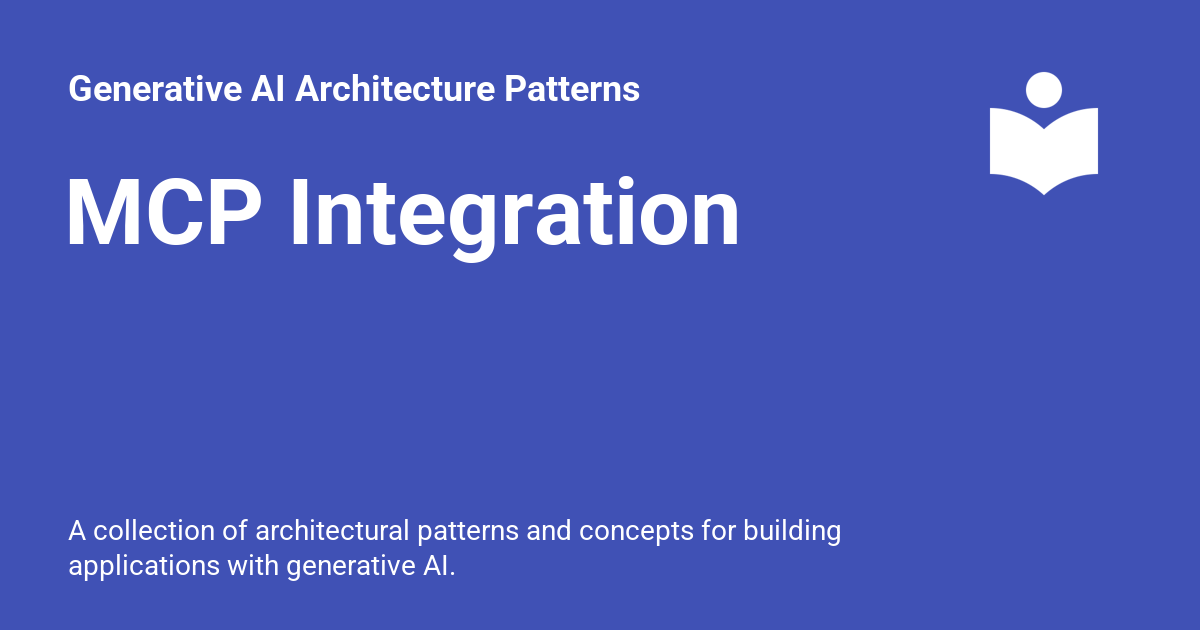 Generative AI Architecture Patterns
MCP Integration
A collection of architectural patterns and concepts for building
applications with generative AI.